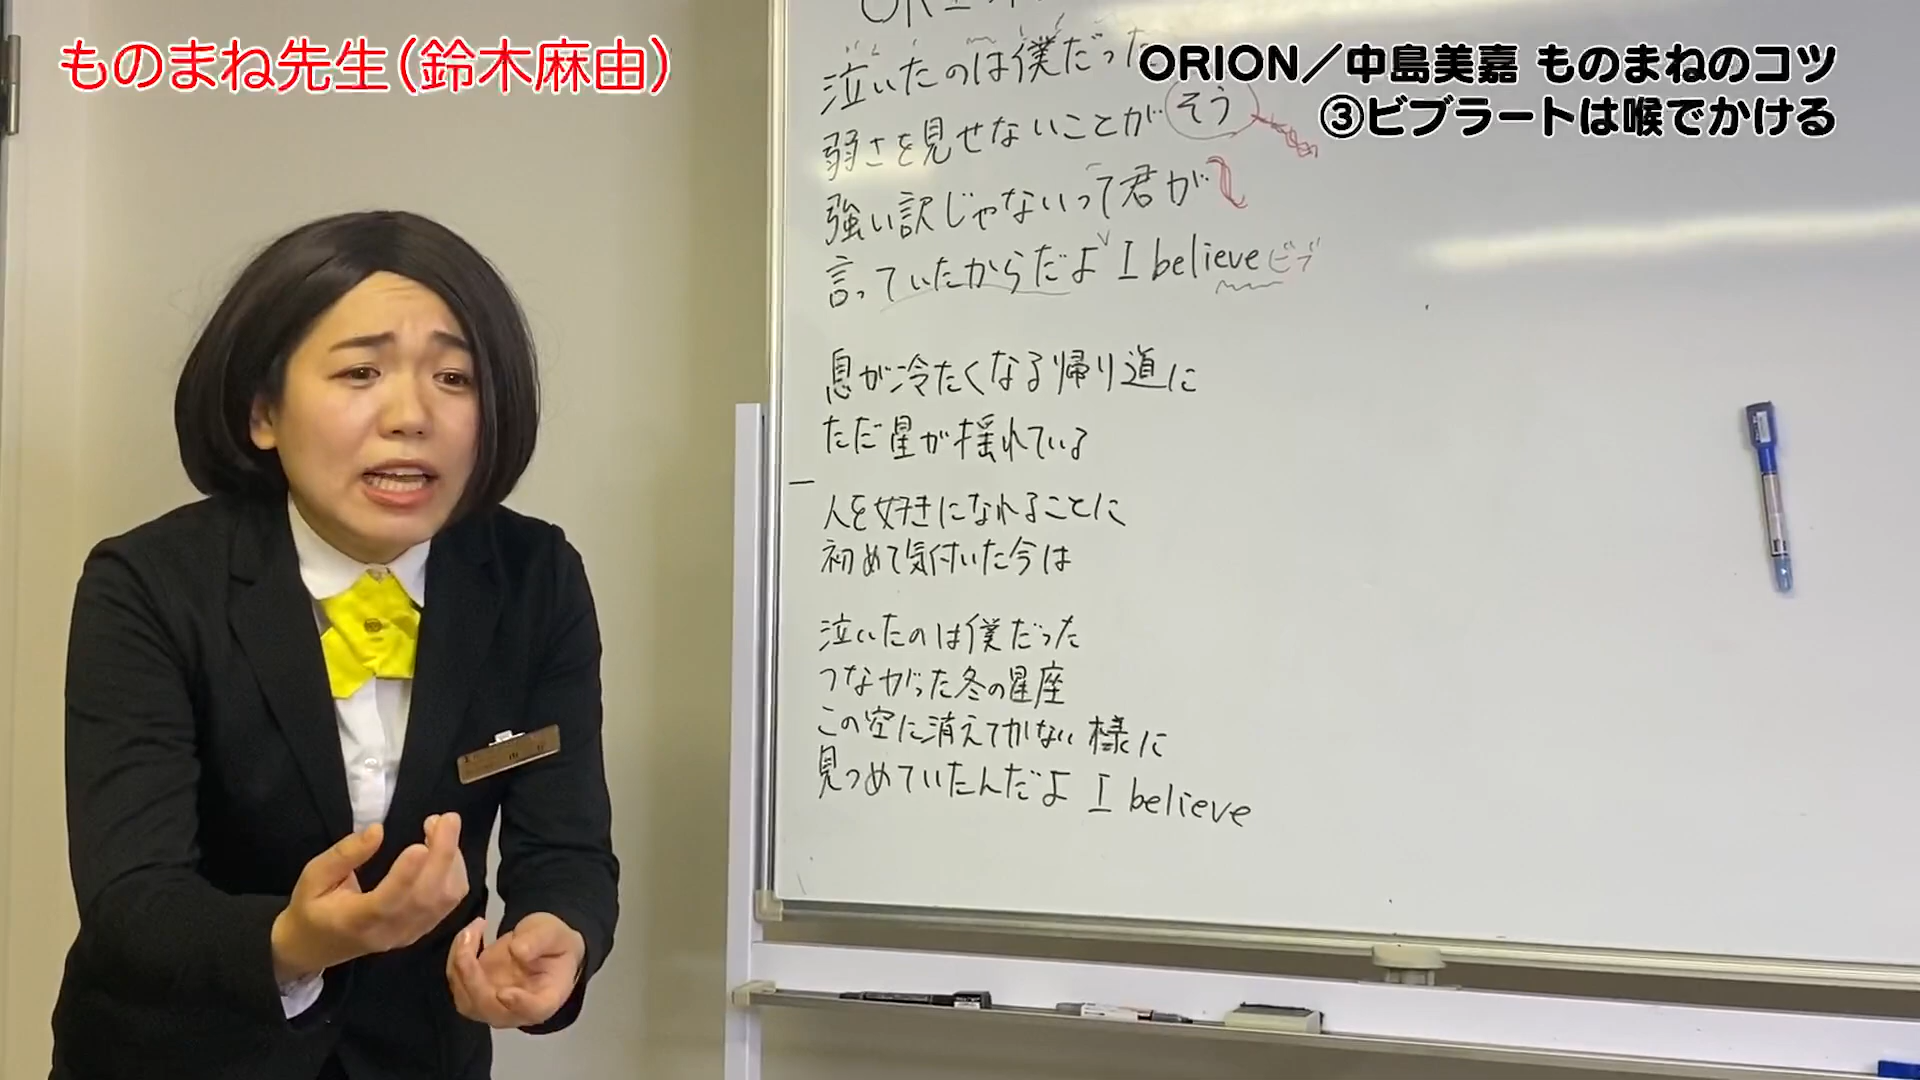 ものまね先生(鈴木麻由)
ORION/中島美嘉 ものまねのコツ
③ビブラートは喉でかける
泣いたのは僕だった
弱さを見せないことが そう
強い訳じゃないって君が
言っていたからだよ I believe ビブ
息が冷たくなる帰り道に
ただ星が揺れている
人を好きになれることに
初めて気付いた今は
泣いたのは僕だった
つながった冬の星座
この空に消えてかない様に
見つめていたんだよ I believe